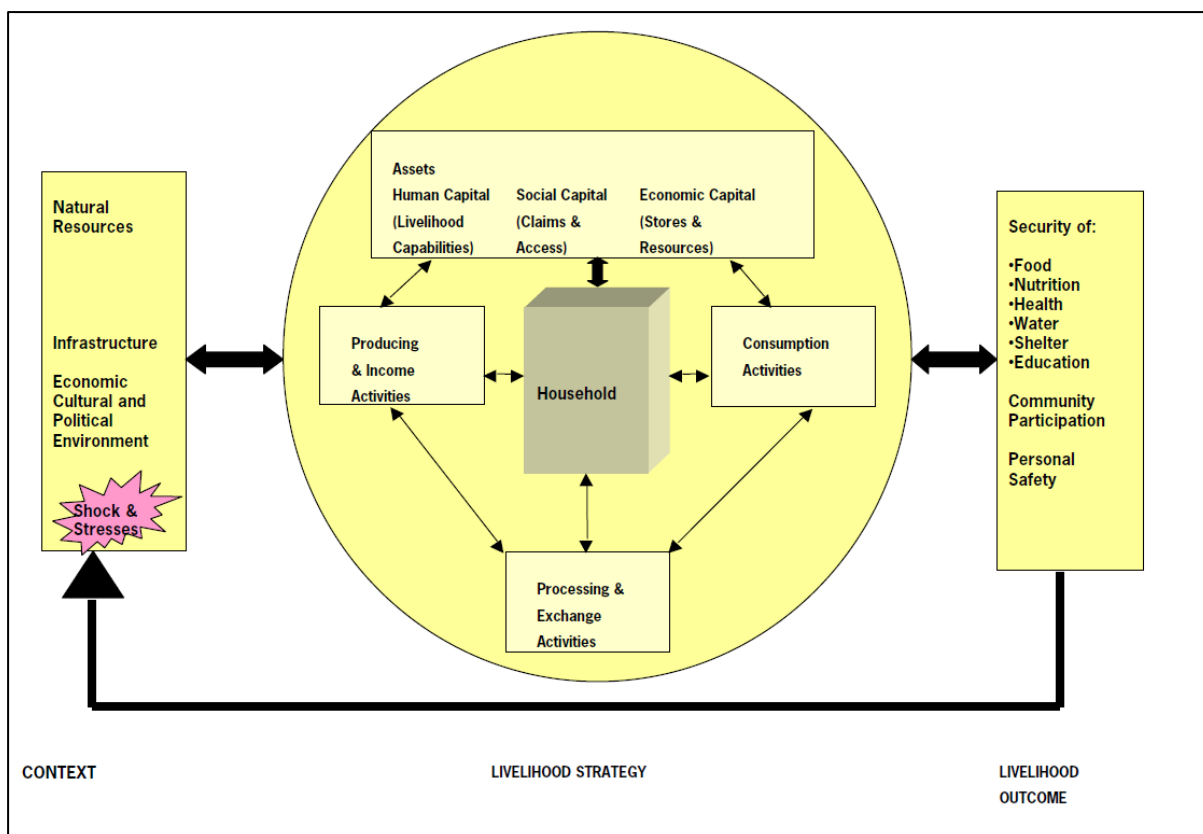 Natural
Resources
Infrastructure
Economic
Cultural and
Political
Environment
Shock &
Stresses
Assets
Human Capital Social Capital Economic Capital
(Livelihood (Claims & (Stores &
Capabilities) Access) Resources)
Producing
& Income
Activities
Household
Consumption
Activities
Processing &
Exchange
Activities
Security of:
•Food
•Nutrition
•Health
•Water
•Shelter
•Education
Community
Participation
Personal
Safety
CONTEXT
LIVELIHOOD STRATEGY
LIVELIHOOD
OUTCOME